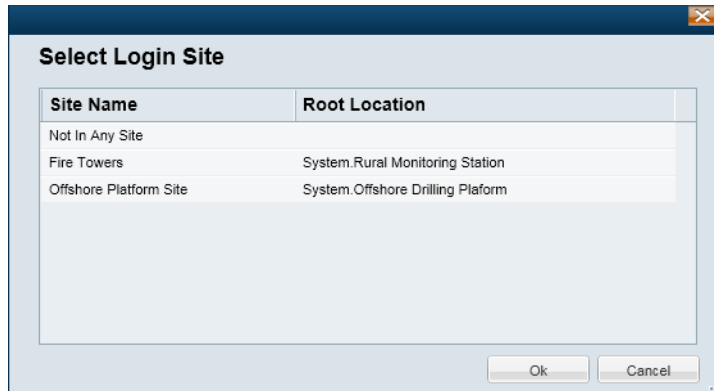 Select Login Site
Site Name Root Location
Not In Any Site
Fire Towers System.Rural Monitoring Station
Offshore Platform Site System.Offshore Drilling Plaform
Ok Cancel